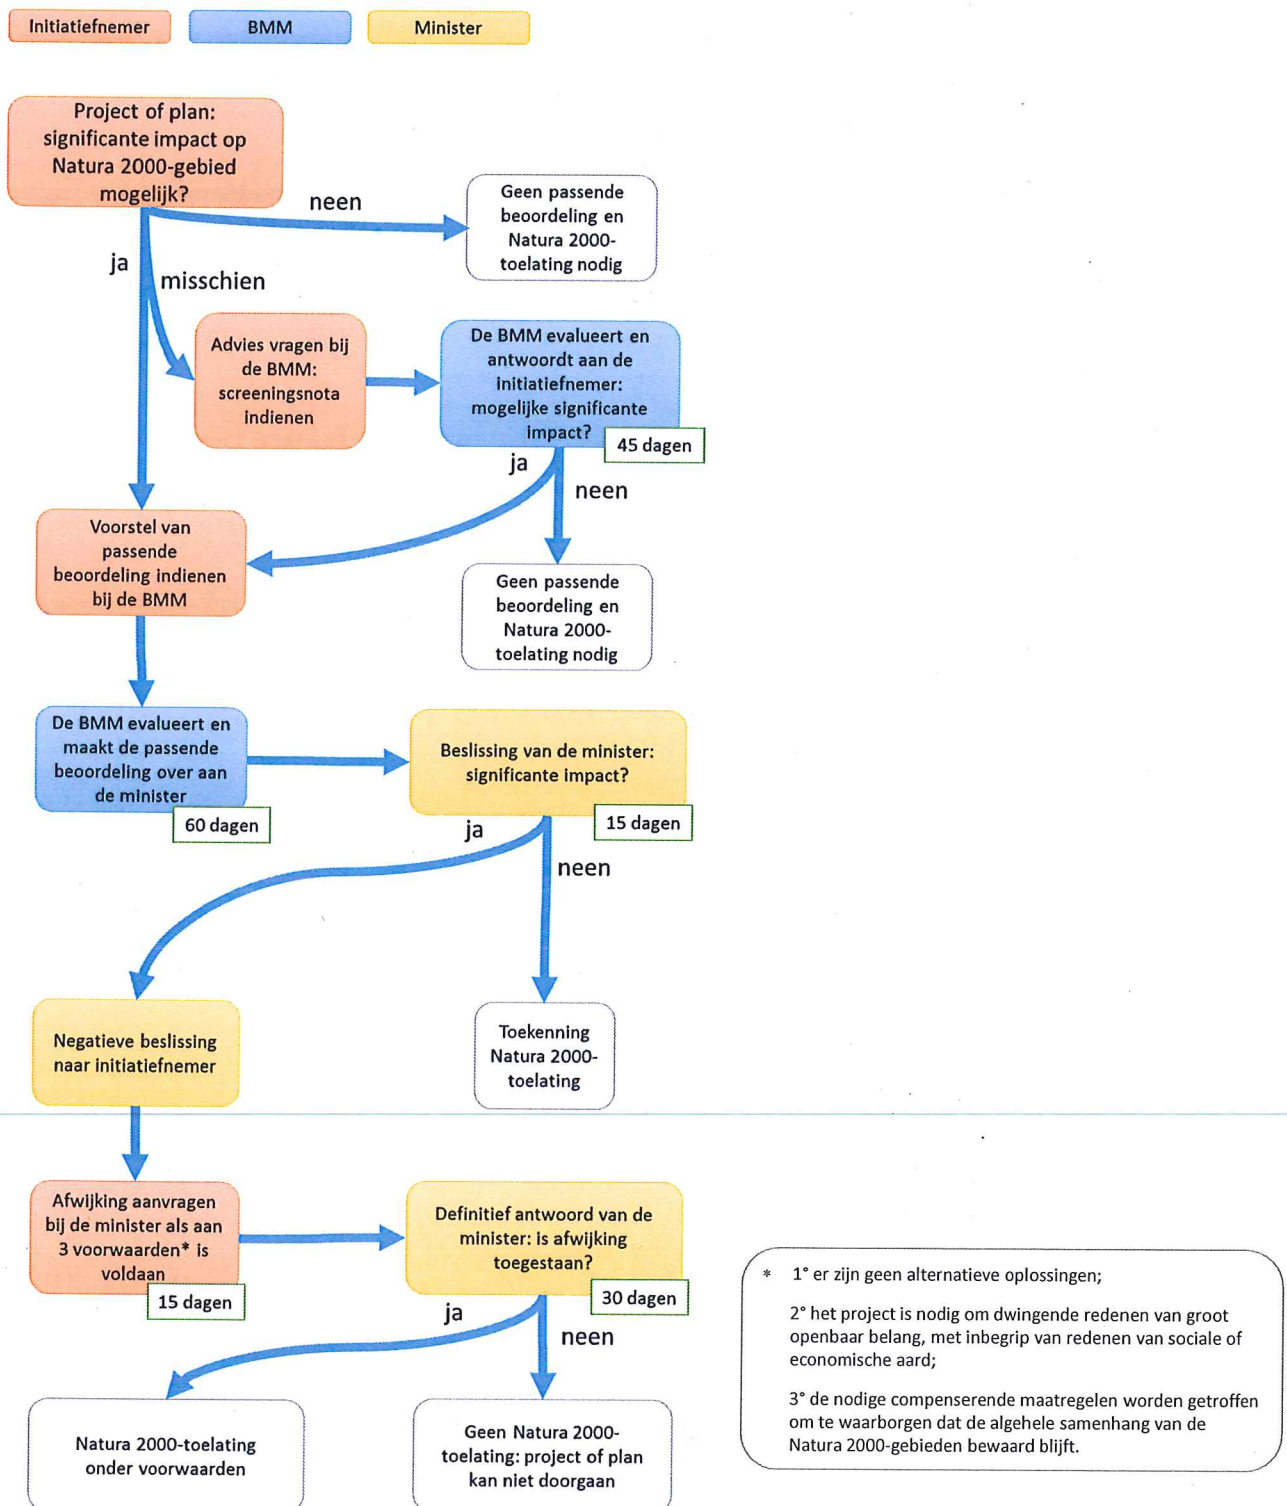 Initiatiefnemer
BMM
Minister
Project of plan:
significante impact op
Natura 2000-gebied
mogelijk?
neen
Geen passende
beoordeling en
Natura 2000-
toelating nodig
ja
misschien
Advies vragen bij
de BMM:
screeningsnota
indienen
De BMM evalueert en
antwoordt aan de
initiatiefnemer:
mogelijke significante
impact?
45 dagen
ja
neen
Voorstel van
passende
beoordeling indienen
bij de BMM
Geen passende
beoordeling en
Natura 2000-
toelating nodig
De BMM evalueert en
maakt de passende
beoordeling over aan
de minister
60 dagen
Beslissing van de minister:
significante impact?
15 dagen
ja
neen
Negatieve beslissing
naar initiatiefnemer
Toekenning
Natura 2000-
toelating
Afwijking aanvragen
bij de minister als aan
3 voorwaarden* is
voldaan
15 dagen
Definitief antwoord van de
minister: is afwijking
toegestaan?
30 dagen
ja
neen
Natura 2000-toelating
onder voorwaarden
Geen Natura 2000-
toelating: project of plan
kan niet doorgaan
* 1° er zijn geen alternatieve oplossingen;
2° het project is nodig om dwingende redenen van groot
openbaar belang, met inbegrip van redenen van sociale of
economische aard;
3° de nodige compenserende maatregelen worden getroffen
om te waarborgen dat de algehele samenhang van de
Natura 2000-gebieden bewaard blijft.